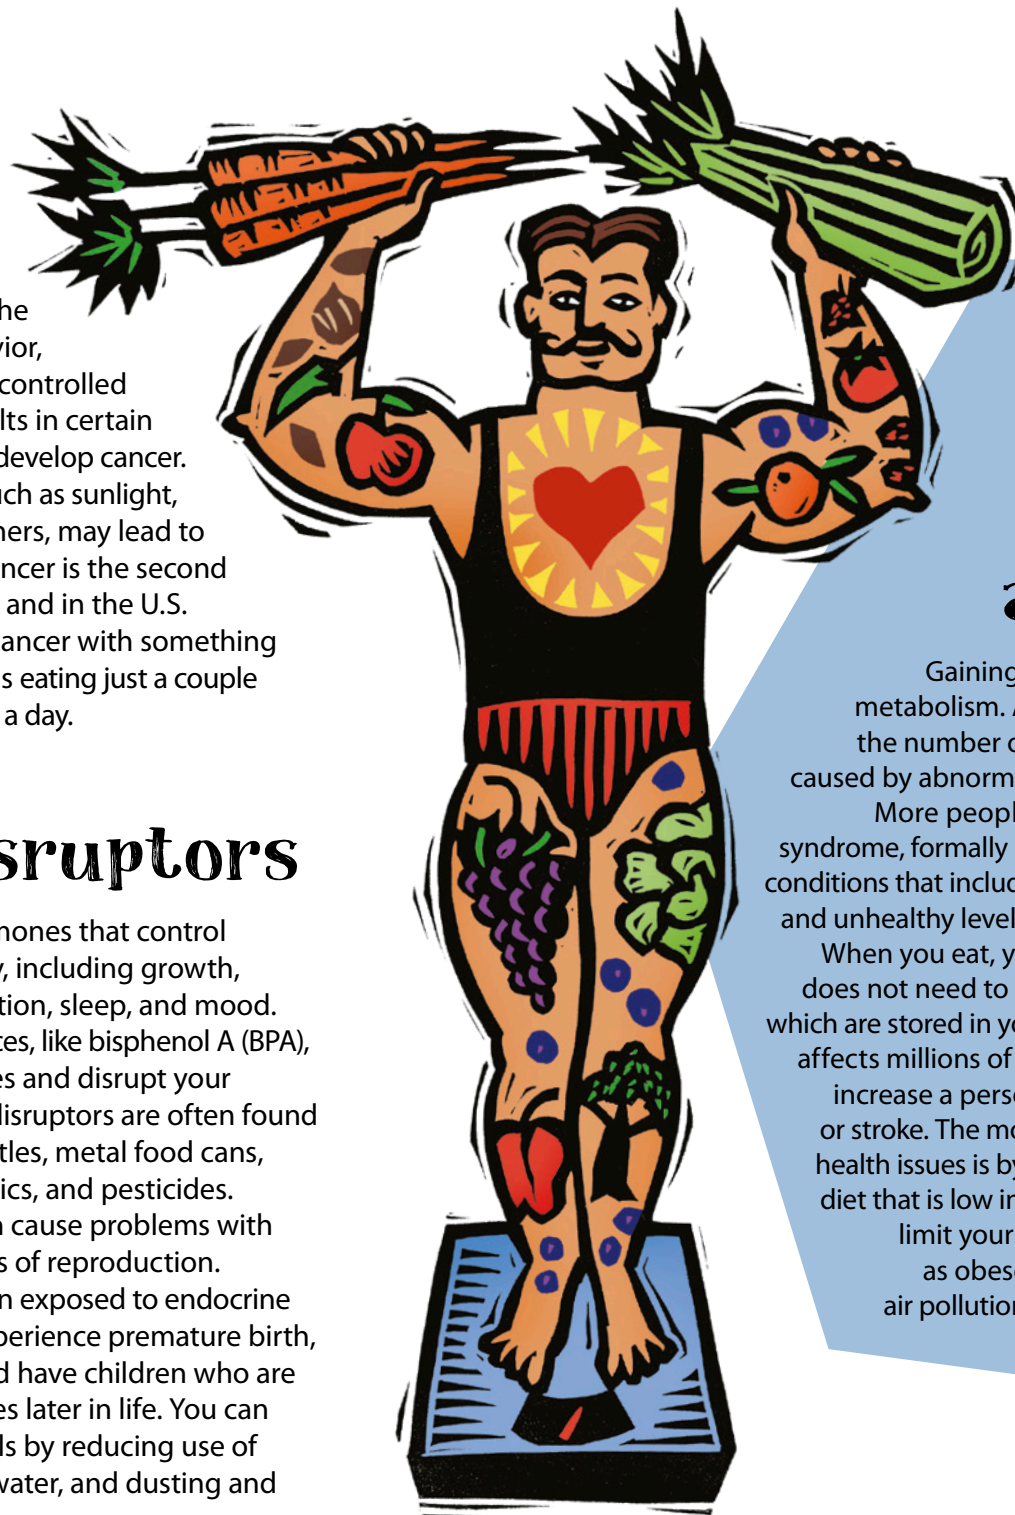 he
vior,
controlled
lts in certain
develop cancer.
uch as sunlight,
ners, may lead to
ncer is the second
and in the U.S.
ancer with something
s eating just a couple
a day.
sruptors
mones that control
y, including growth,
tion, sleep, and mood.
ces, like bisphenol A (BPA),
es and disrupt your
disruptors are often found
tles, metal food cans,
ics, and pesticides.
n cause problems with
s of reproduction.
n exposed to endocrine
perience premature birth,
d have children who are
es later in life. You can
ls by reducing use of
water, and dusting and
a
Gaining
metabolism. A
the number o
caused by abnorm
More peopl
syndrome, formally
conditions that includ
and unhealthy level
When you eat, y
does not need to
which are stored in yo
affects millions of
increase a perso
or stroke. The mo
health issues is by
diet that is low in
limit your
as obes
air pollution